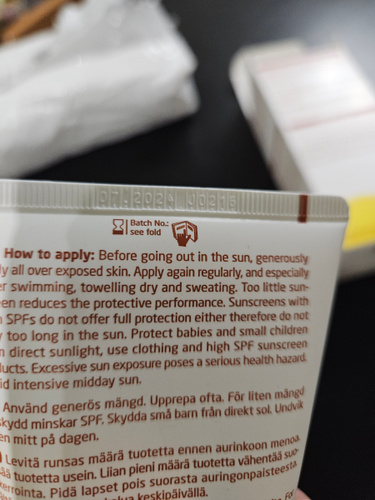 07.2024
Batch No.:
see fold
How to apply: Before going out in the sun, generously
all over exposed skin. Apply again regularly, and especially
swimming, towelling dry and sweating. Too little sun-
reduces the protective performance. Sunscreens with
SPFs do not offer full protection either therefore do not
too long in the sun. Protect babies and small children
direct sunlight, use clothing and high SPF sunscreen
Excessive sun exposure poses a serious health hazard.
intensive midday sun.
Använd generös mängd. Upprepa ofta. För liten mängd
skydd minskar SPF. Skydda små barn från direkt sol. Undvik
mitt på dagen.
Levitä runsas määrä tuotetta ennen aurinkoon menoa.
tuotetta usein. Liian pieni määrä tuotetta vähentää suo-
Pidä lapset pois suorasta auringonpaisteesta.
keskipäivällä.